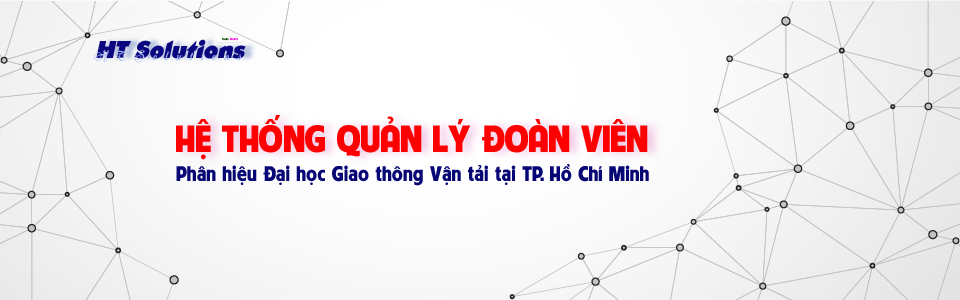 HT Solutions
HỆ THỐNG QUẢN LÝ ĐOÀN VIÊN
Phân hiệu Đại học Giao thông Vận tải tại TP. Hồ Chí Minh